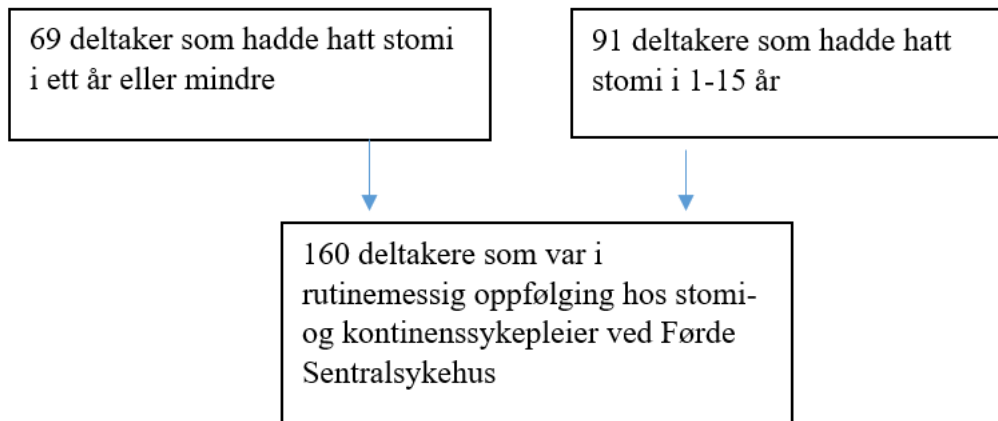 69 deltaker som hadde hatt stomi
i ett år eller mindre
91 deltakere som hadde hatt
stomi i 1-15 år
160 deltakere som var i
rutinemessig oppfølging hos stomi-
og kontinenssykepleier ved Førde
Sentralsykehus